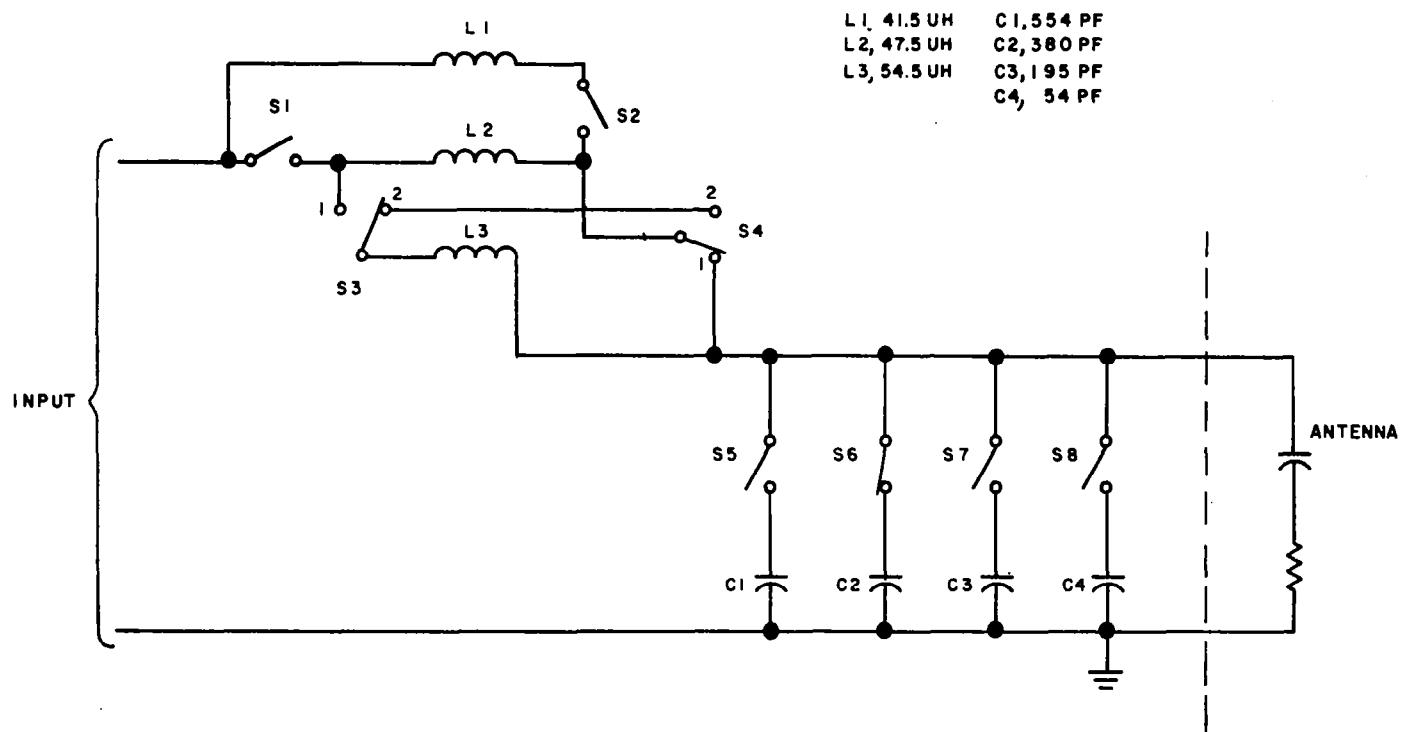 L1, 41.5 UH C1, 554 PF
L2, 47.5 UH C2, 380 PF
L3, 54.5 UH C3, 195 PF
C4, 54 PF
L1
S1
S2
L2
1
2
2
L3
S4
1
S3
INPUT
ANTENNA
S5
S6
S7
S8
C1
C2
C3
C4